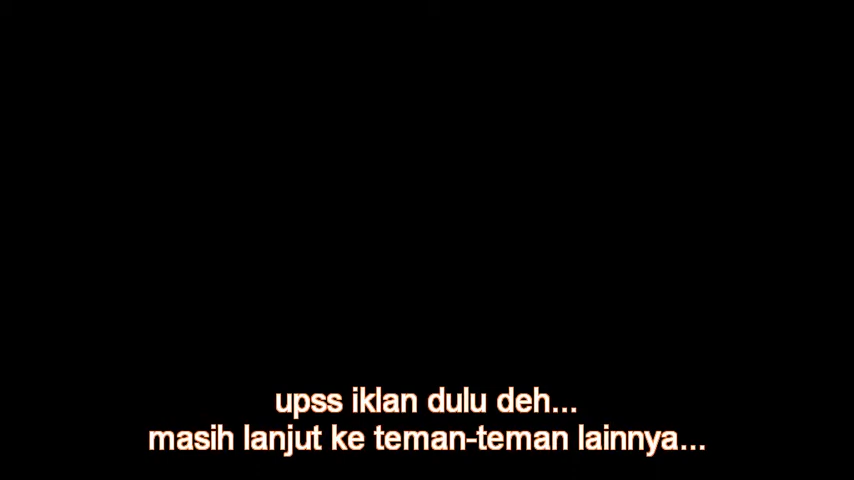 upss iklan dulu deh...
masih lanjut ke teman-teman lainnya...